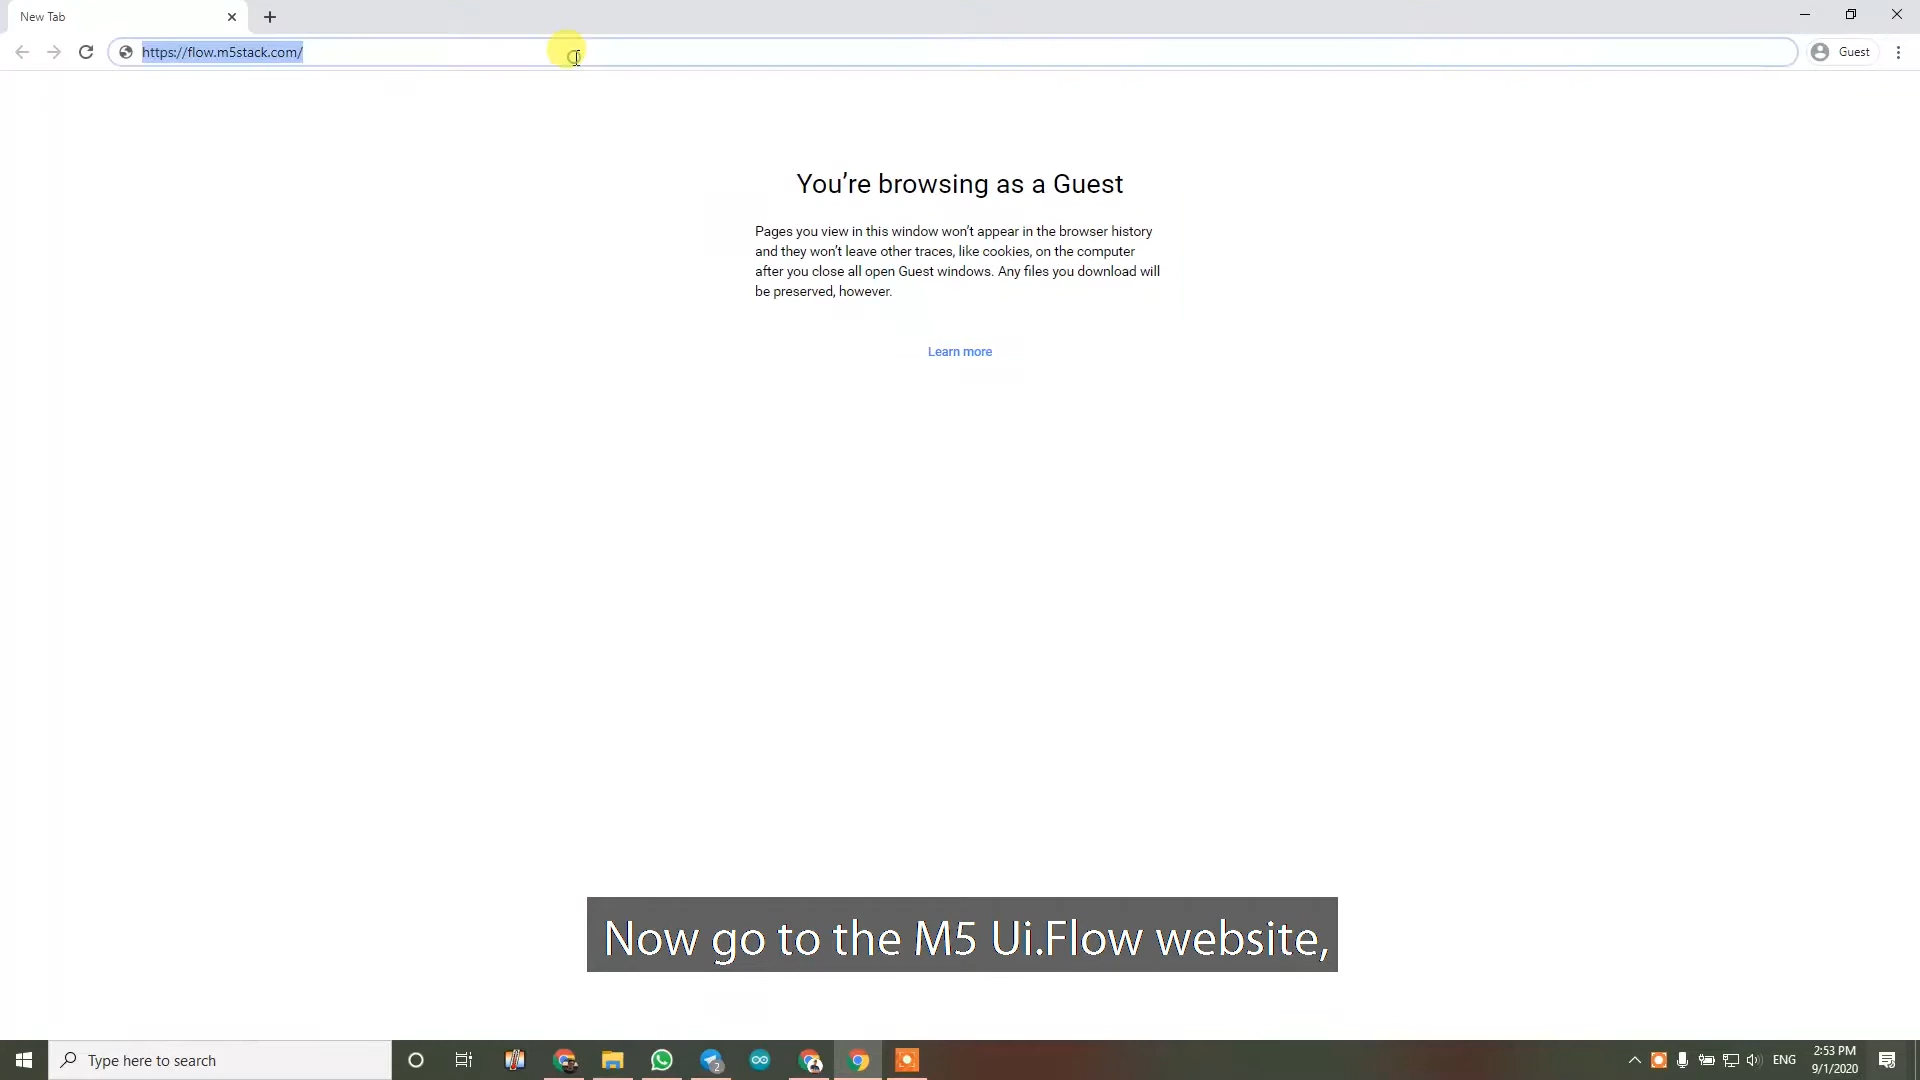 New Tab
https://flow.m5stack.com/
Guest
You're browsing as a Guest
Pages you view in this window won't appear in the browser history
and they won't leave other traces, like cookies, on the computer
after you close all open Guest windows. Any files you download will
be preserved, however.
Learn more
Now go to the M5 Ui.Flow website,
Type here to search
2
ENG
2:53 PM
9/1/2020